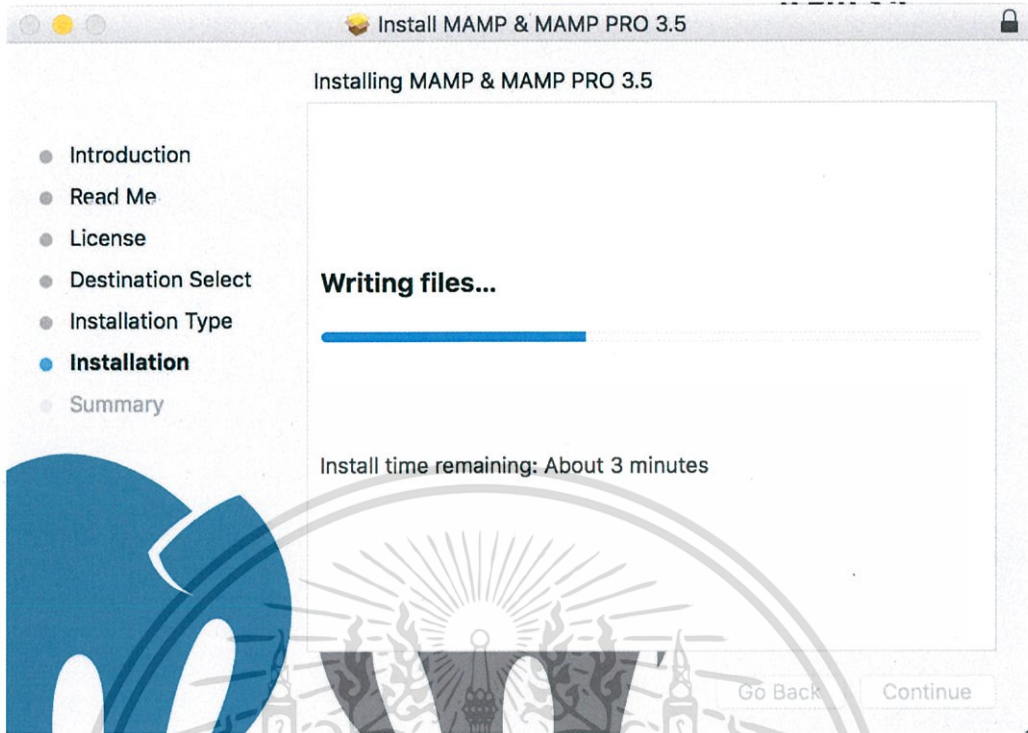 Install MAMP & MAMP PRO 3.5
Installing MAMP & MAMP PRO 3.5
Introduction
Read Me
License
Destination Select
Installation Type
Installation
Summary
Writing files...
Install time remaining: About 3 minutes
Go Back
Continue